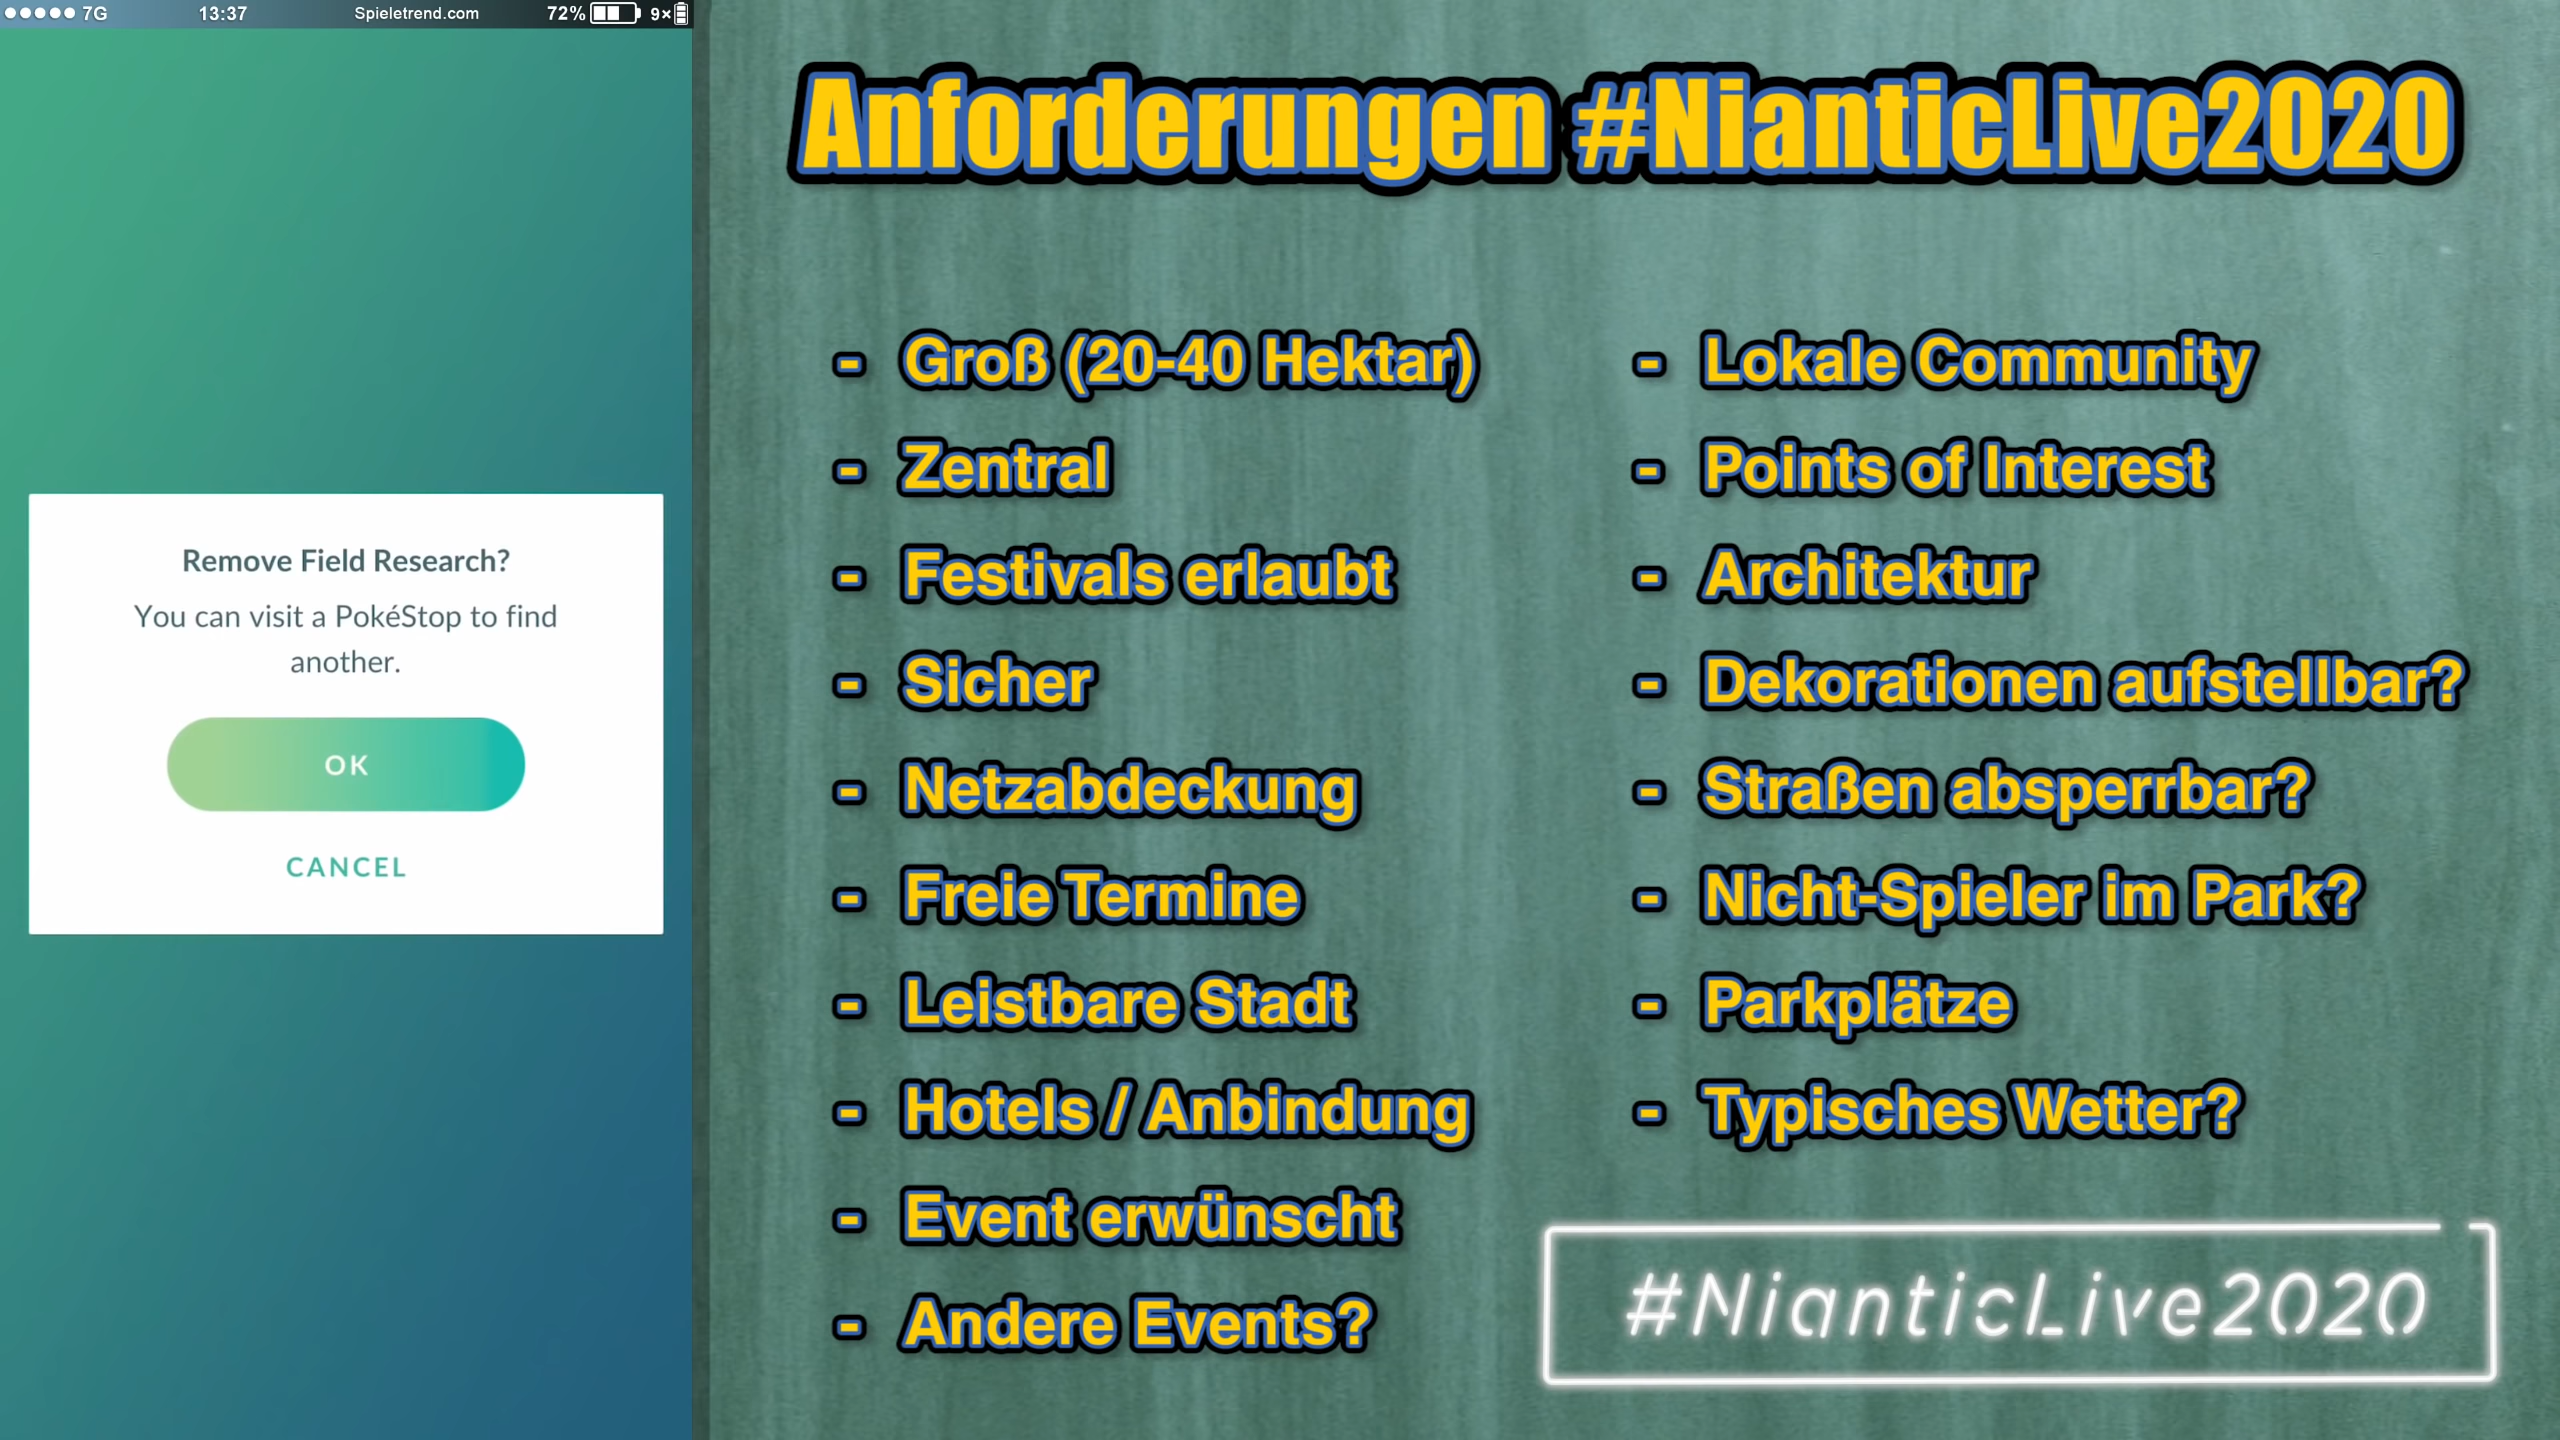 7G 13:37 Spieletrend.com 72% 9×
Remove Field Research?
You can visit a PokéStop to find
another.
OK
CANCEL
Anforderungen #NianticLive2020
- Groß (20-40 Hektar)
- Zentral
- Festivals erlaubt
- Sicher
- Netzabdeckung
- Freie Termine
- Leistbare Stadt
- Hotels / Anbindung
- Event erwünscht
- Andere Events?
- Lokale Community
- Points of Interest
- Architektur
- Dekorationen aufstellbar?
- Straßen absperrbar?
- Nicht-Spieler im Park?
- Parkplätze
- Typisches Wetter?
#NianticLive2020